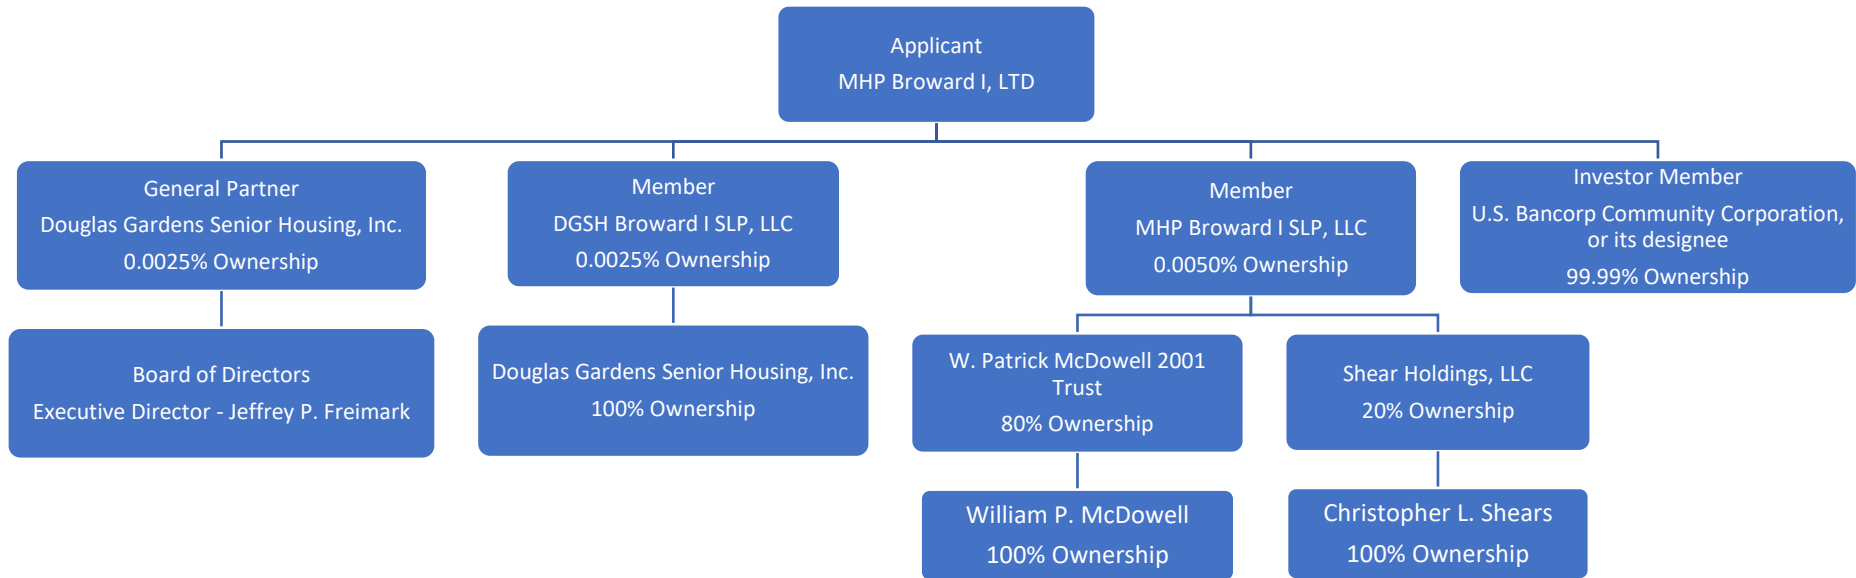 Applicant
MHP Broward I, LTD
General Partner
Douglas Gardens Senior Housing, Inc.
0.0025% Ownership
Member
DGSH Broward I SLP, LLC
0.0025% Ownership
Member
MHP Broward I SLP, LLC
0.0050% Ownership
Investor Member
U.S. Bancorp Community Corporation,
or its designee
99.99% Ownership
Board of Directors
Executive Director - Jeffrey P. Freimark
Douglas Gardens Senior Housing, Inc.
100% Ownership
W. Patrick McDowell 2001
Trust
80% Ownership
Shear Holdings, LLC
20% Ownership
William P. McDowell
100% Ownership
Christopher L. Shears
100% Ownership